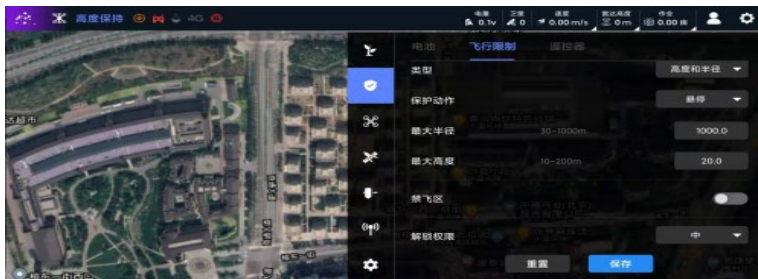 高度保持 4G
电量 0.1v
卫星 0
速度 0.00 m/s
雷达高度 0 m
作业 0.00 亩
电池 飞行限制 遥控器
类型 高度和半径
保护动作 悬停
最大半径 30-1000m 1000.0
最大高度 10-200m 20.0
禁飞区
解锁权限 中
重置 保存
达超市